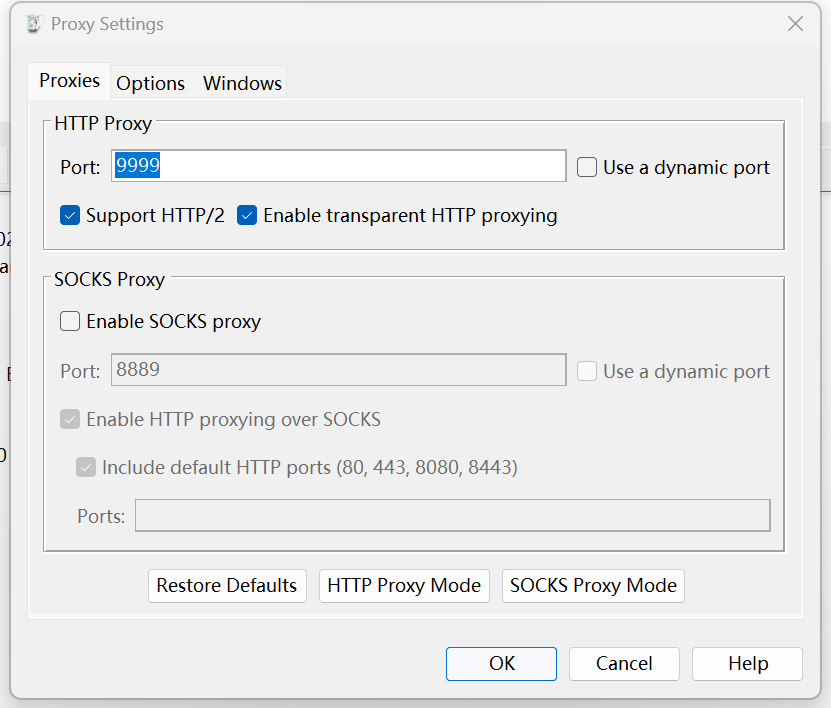 Proxy Settings
Proxies Options Windows
HTTP Proxy
Port: 9999 Use a dynamic port
Support HTTP/2 Enable transparent HTTP proxying
SOCKS Proxy
Enable SOCKS proxy
Port: 8889 Use a dynamic port
Enable HTTP proxying over SOCKS
Include default HTTP ports (80, 443, 8080, 8443)
Ports:
Restore Defaults HTTP Proxy Mode SOCKS Proxy Mode
OK Cancel Help